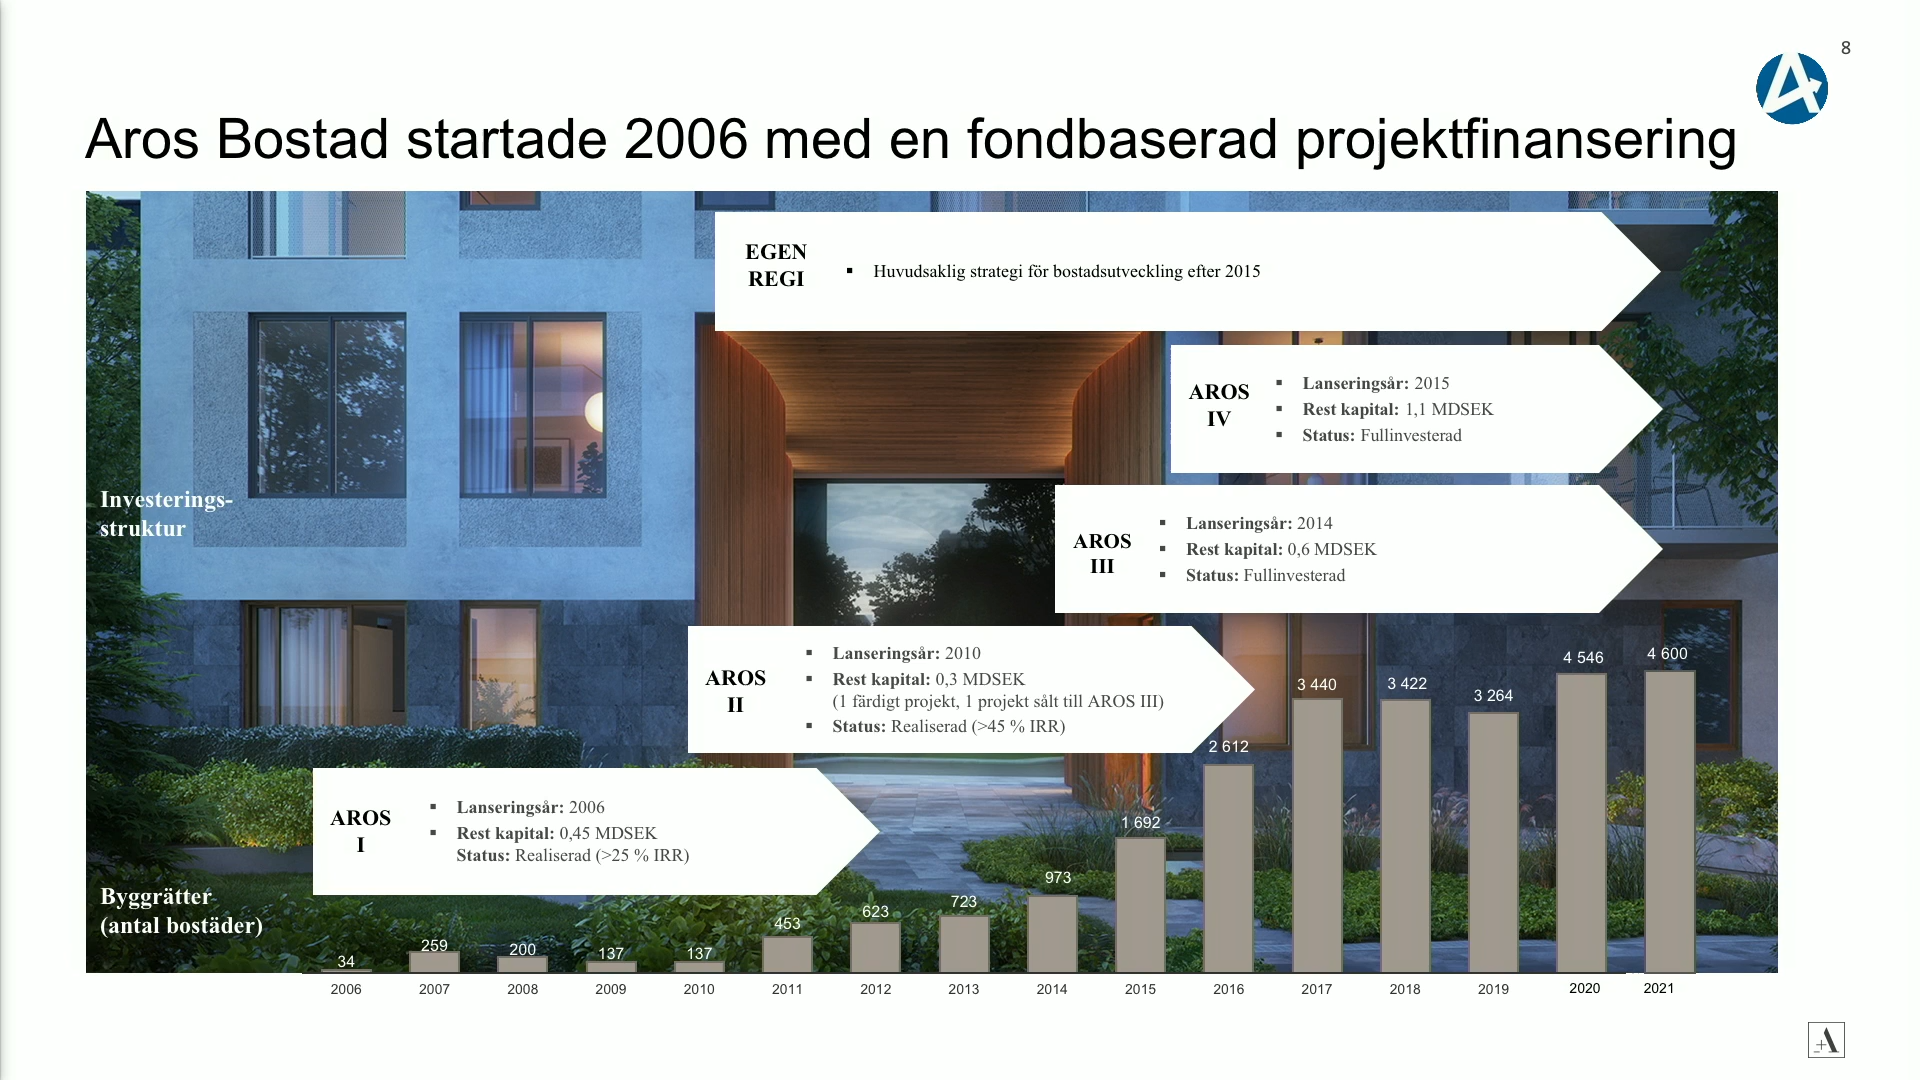 8
Aros Bostad startade 2006 med en fondbaserad projektfinansering
EGEN
REGI
▪ Huvudsaklig strategi för bostadsutveckling efter 2015
AROS
IV
▪ Lanseringsår: 2015
▪ Rest kapital: 1,1 MDSEK
▪ Status: Fullinvesterad
Investerings-
struktur
AROS
III
▪ Lanseringsår: 2014
▪ Rest kapital: 0,6 MDSEK
▪ Status: Fullinvesterad
AROS
II
▪ Lanseringsår: 2010
▪ Rest kapital: 0,3 MDSEK
(1 färdigt projekt, 1 projekt sålt till AROS III)
▪ Status: Realiserad (>45 % IRR)
AROS
I
▪ Lanseringsår: 2006
▪ Rest kapital: 0,45 MDSEK
Status: Realiserad (>25 % IRR)
Byggrätter
(antal bostäder)
34 259 200 137 137 453 623 723 973 1 692 2 612 3 440 3 422 3 264 4 546 4 600
2006 2007 2008 2009 2010 2011 2012 2013 2014 2015 2016 2017 2018 2019 2020 2021